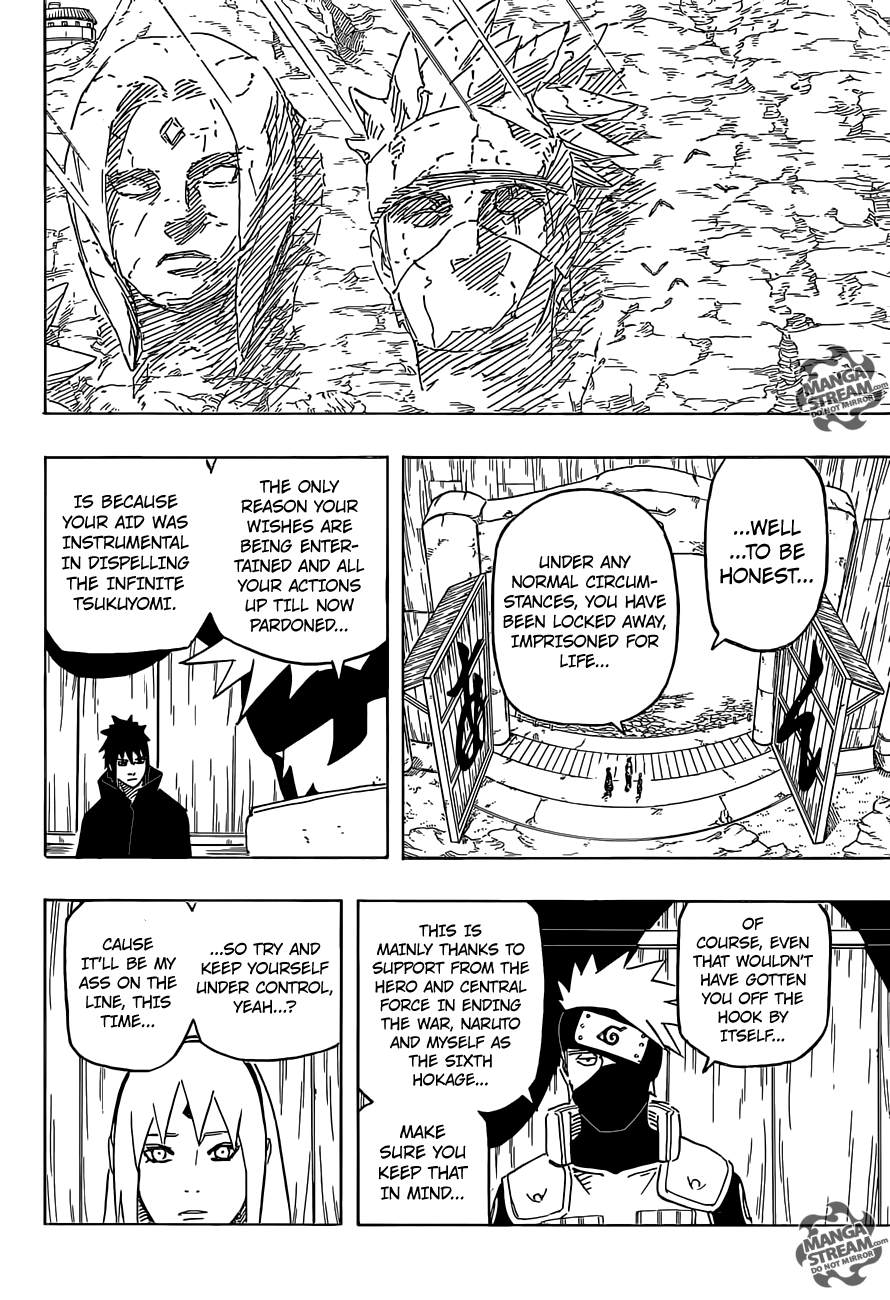 MANGA
STREAM.com
DO NOT MIRROR
...WELL
...TO BE
HONEST...
UNDER ANY
NORMAL CIRCUM-
STANCES, YOU HAVE
BEEN LOCKED AWAY,
IMPRISONED FOR
LIFE...
あ
ん
THE ONLY
REASON YOUR
WISHES ARE
BEING ENTER-
TAINED AND ALL
YOUR ACTIONS
UP TILL NOW
PARDONED...
IS BECAUSE
YOUR AID WAS
INSTRUMENTAL
IN DISPELLING
THE INFINITE
TSUKUYOMI.
OF
COURSE, EVEN
THAT WOULDN'T
HAVE GOTTEN
YOU OFF THE
HOOK BY
ITSELF...
THIS IS
MAINLY THANKS TO
SUPPORT FROM THE
HERO AND CENTRAL
FORCE IN ENDING
THE WAR, NARUTO
AND MYSELF AS
THE SIXTH
HOKAGE...
MAKE
SURE YOU
KEEP THAT
IN MIND...
...SO TRY AND
KEEP YOURSELF
UNDER CONTROL,
YEAH...?
CAUSE
IT'LL BE MY
ASS ON THE
LINE, THIS
TIME...
MANGA
STREAM.com
DO NOT MIRROR